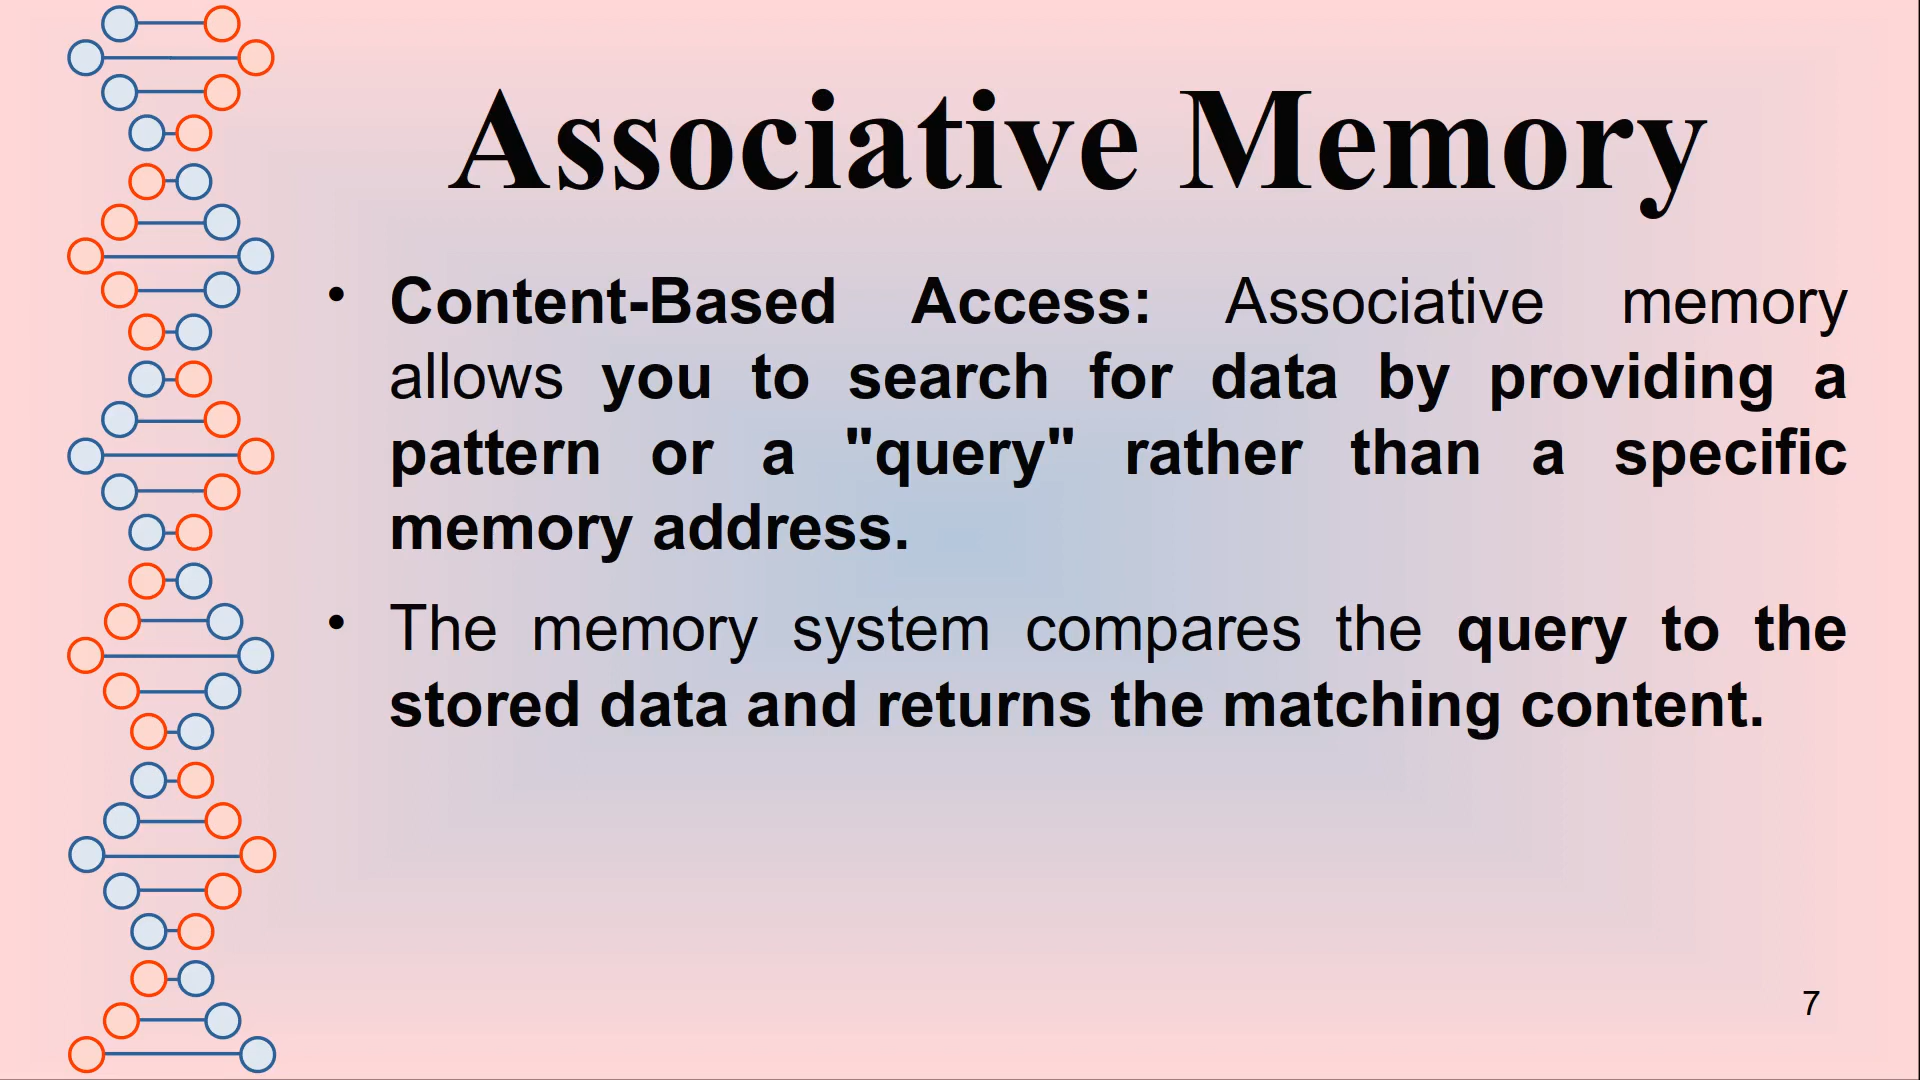 Associative Memory
• Content-Based Access: Associative memory
allows you to search for data by providing a
pattern or a "query" rather than a specific
memory address.
• The memory system compares the query to the
stored data and returns the matching content.
7